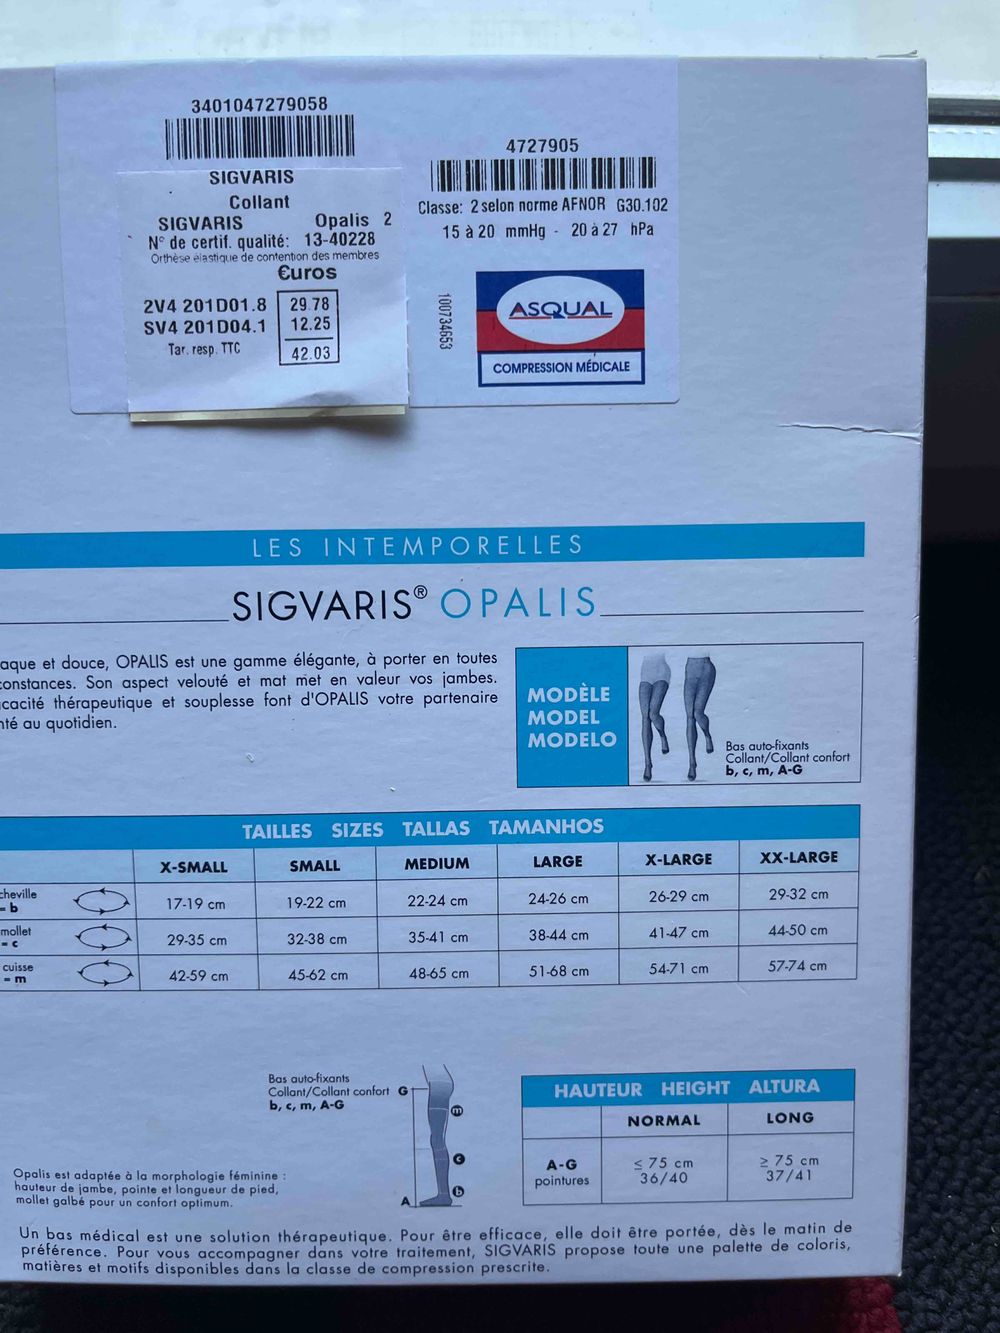 3401047279058
SIGVARIS
Collant
SIGVARIS Opalis 2
N° de certif. qualité: 13-40228
Orthèse élastique de contention des membres
€uros
2V4 201D01.8 29.78
SV4 201D04.1 12.25
Tar. resp. TTC 42.03
4727905
Classe: 2 selon norme AFNOR G30.102
15 à 20 mmHg - 20 à 27 hPa
100734653
ASQUAL
COMPRESSION MÉDICALE
LES INTEMPORELLES
SIGVARIS® OPALIS
aque et douce, OPALIS est une gamme élégante, à porter en toutes
constances. Son aspect velouté et mat met en valeur vos jambes.
icacité thérapeutique et souplesse font d'OPALIS votre partenaire
nté au quotidien.
MODÈLE
MODEL
MODELO
Bas auto-fixants
Collant/Collant confort
b, c, m, A-G
TAILLES SIZES TALLAS TAMANHOS
X-SMALL SMALL MEDIUM LARGE X-LARGE XX-LARGE
cheville
= b 17-19 cm 19-22 cm 22-24 cm 24-26 cm 26-29 cm 29-32 cm
mollet
= c 29-35 cm 32-38 cm 35-41 cm 38-44 cm 41-47 cm 44-50 cm
cuisse
= m 42-59 cm 45-62 cm 48-65 cm 51-68 cm 54-71 cm 57-74 cm
Bas auto-fixants
Collant/Collant confort G
b, c, m, A-G
m
c
b
A
HAUTEUR HEIGHT ALTURA
NORMAL LONG
A-G ≤ 75 cm ≥ 75 cm
pointures 36/40 37/41
Opalis est adaptée à la morphologie féminine :
hauteur de jambe, pointe et longueur de pied,
mollet galbé pour un confort optimum.
Un bas médical est une solution thérapeutique. Pour être efficace, elle doit être portée, dès le matin de
préférence. Pour vous accompagner dans votre traitement, SIGVARIS propose toute une palette de coloris,
matières et motifs disponibles dans la classe de compression prescrite.